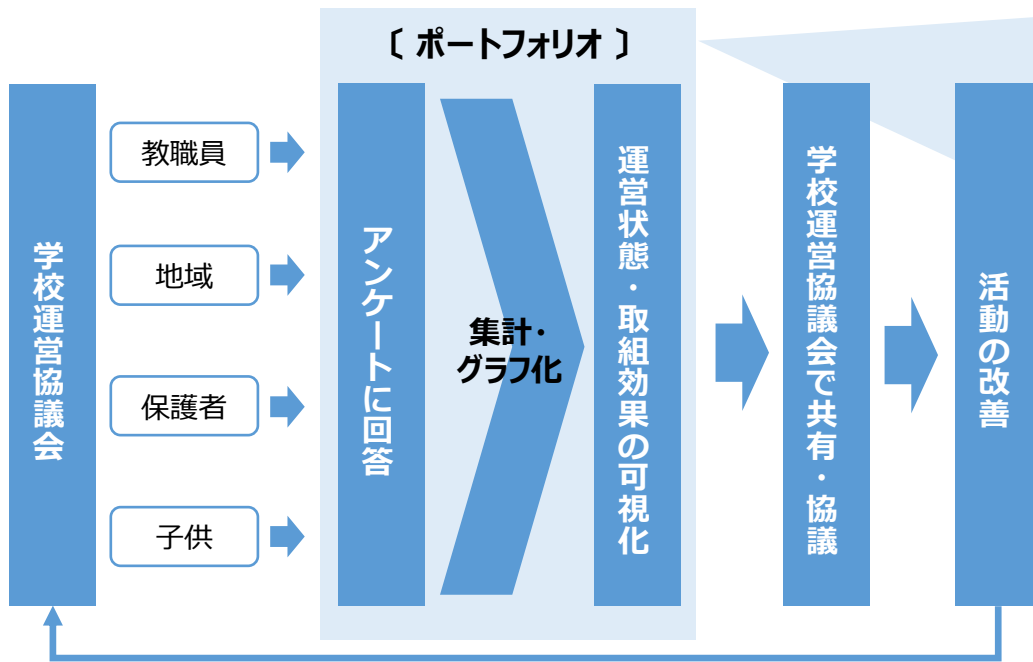 〔 ポートフォリオ 〕
学校運営協議会
教職員
地域
保護者
子供
アンケートに回答
集計・
グラフ化
運営状態・取組効果の可視化
学校運営協議会で共有・協議
活動の改善